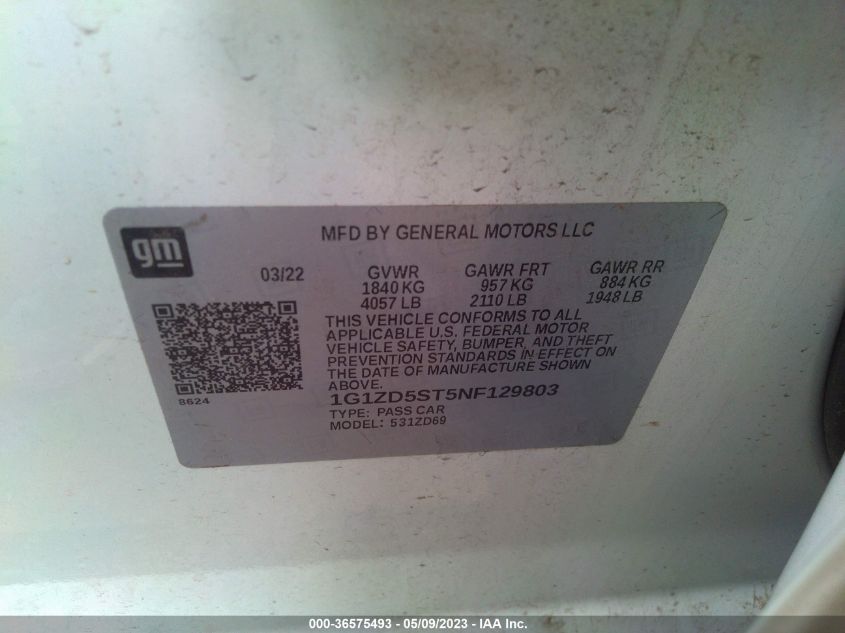 gm
MFD BY GENERAL MOTORS LLC
03/22 GVWR GAWR FRT GAWR RR
1840 KG 957 KG 884 KG
4057 LB 2110 LB 1948 LB
THIS VEHICLE CONFORMS TO ALL
APPLICABLE U.S. FEDERAL MOTOR
VEHICLE SAFETY, BUMPER, AND THEFT
PREVENTION STANDARDS IN EFFECT ON
THE DATE OF MANUFACTURE SHOWN
ABOVE.
8624
1G1ZD5ST5NF129803
TYPE: PASS CAR
MODEL: 531ZD69
000-36575493 - 05/09/2023 - IAA Inc.